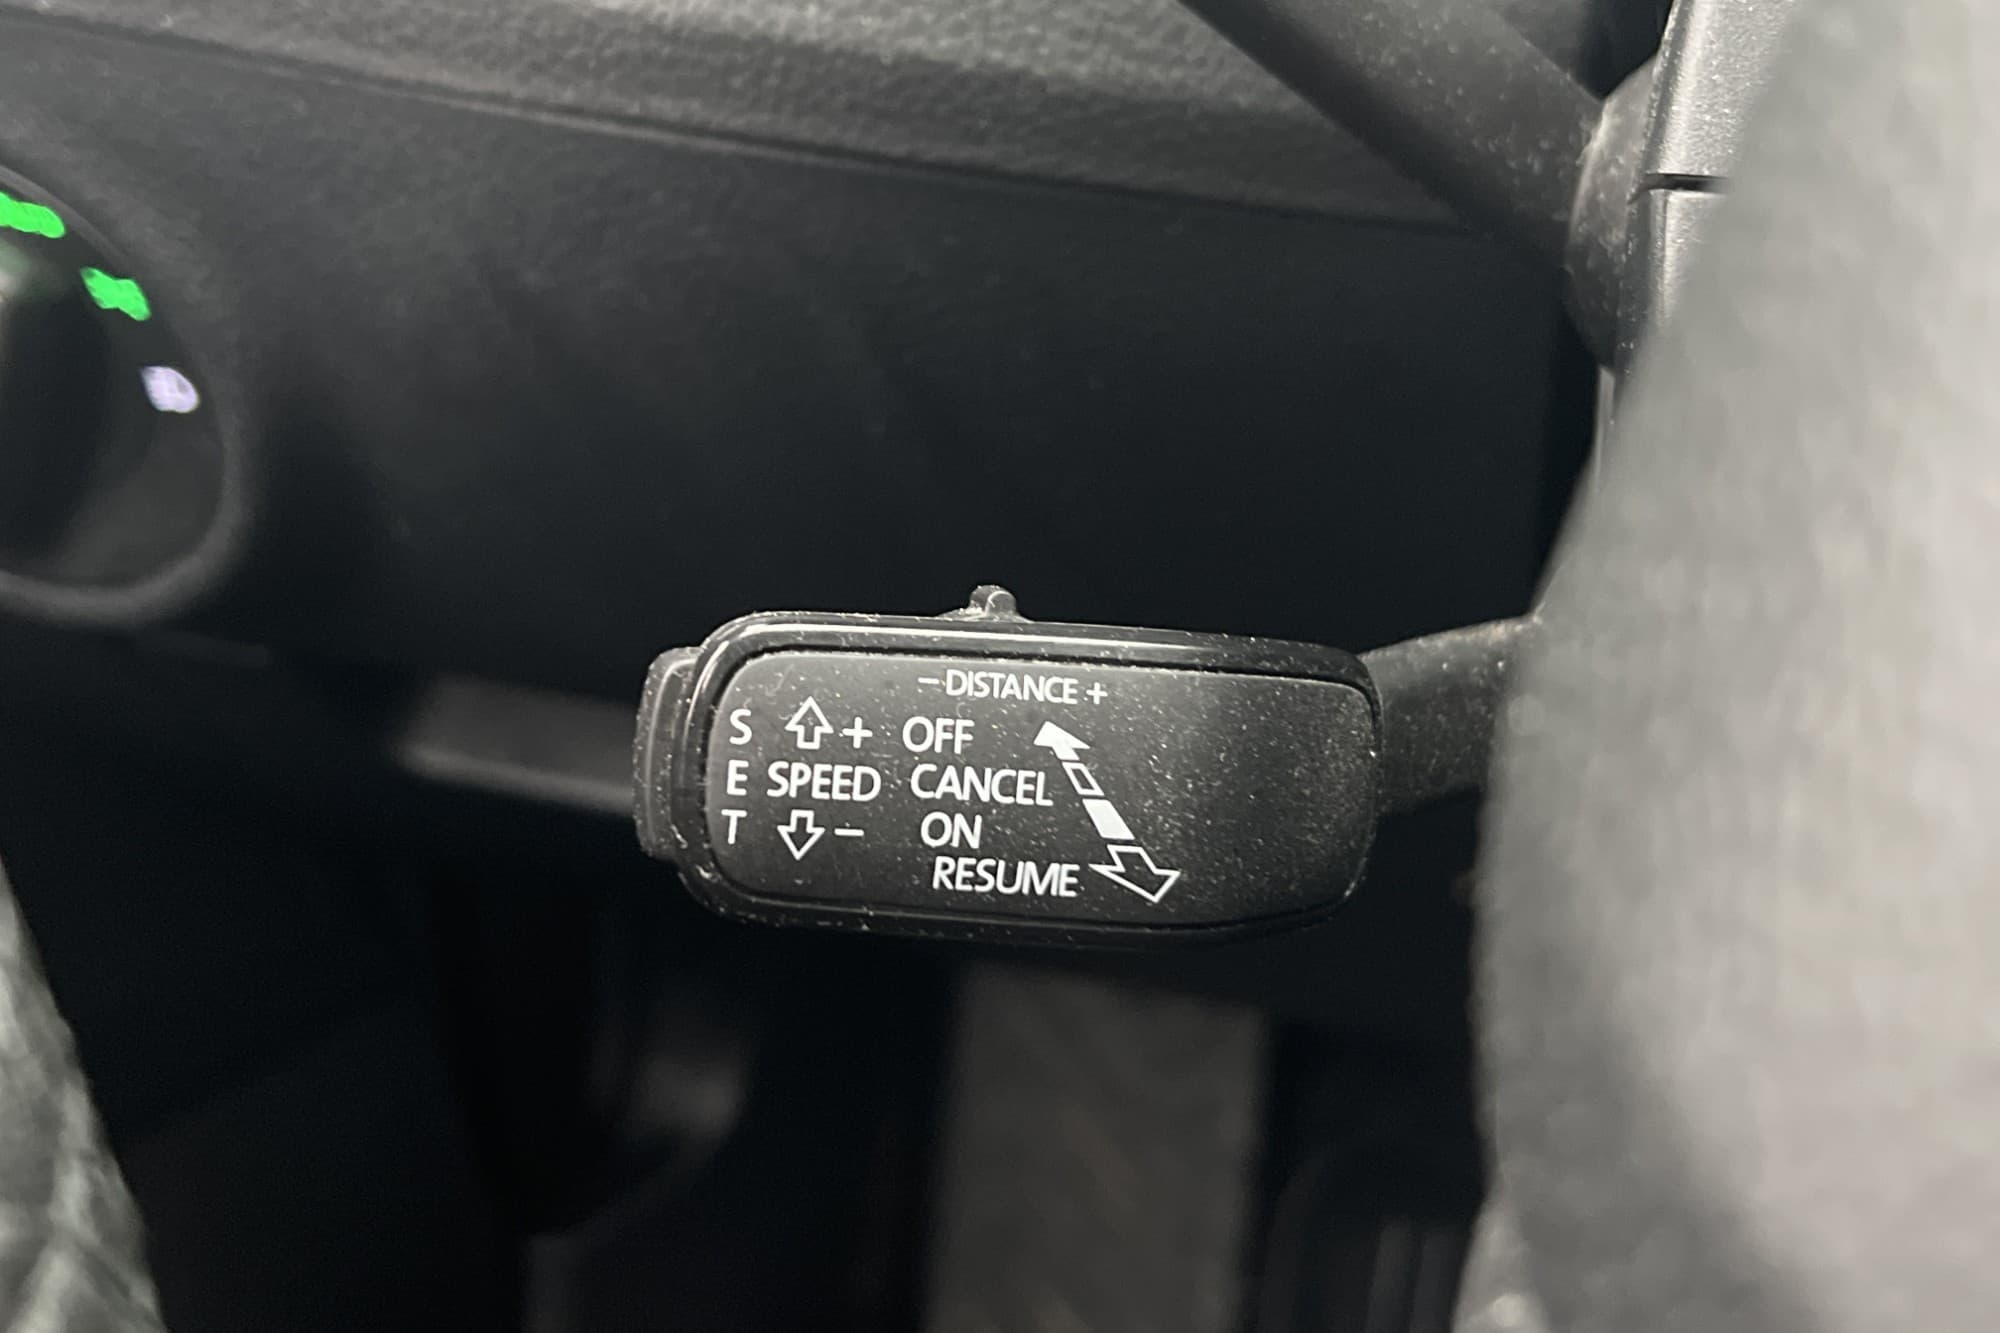 – DISTANCE +
S + OFF
E SPEED CANCEL
T – ON
RESUME